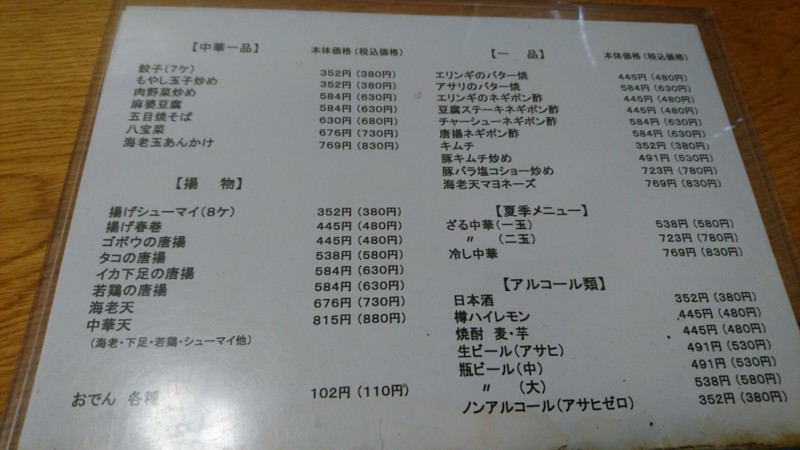 【中華一品】 本体価格(税込価格)
餃子(7ケ) 352円(380円)
もやし玉子炒め 352円(380円)
肉野菜炒め 584円(630円)
麻婆豆腐 584円(630円)
五目焼そば 630円(680円)
八宝菜 676円(730円)
海老玉あんかけ 769円(830円)
【揚 物】
揚げシューマイ(8ケ) 352円(380円)
揚げ春巻 445円(480円)
ゴボウの唐揚 445円(480円)
タコの唐揚 538円(580円)
イカ下足の唐揚 584円(630円)
若鶏の唐揚 584円(630円)
海老天 676円(730円)
中華天 815円(880円)
(海老・下足・若鶏・シューマイ他)
おでん 各種 102円(110円)
【一 品】 本体価格(税込価格)
エリンギのバター焼 445円(480円)
アサリのバター焼 584円(630円)
エリンギのネギポン酢 445円(480円)
豆腐ステーキネギポン酢 445円(480円)
チャーシューネギポン酢 584円(630円)
唐揚ネギポン酢 584円(630円)
キムチ 352円(380円)
豚キムチ炒め 491円(530円)
豚バラ塩コショー炒め 723円(780円)
海老天マヨネーズ 769円(830円)
【夏季メニュー】
ざる中華(一玉) 538円(580円)
〃 (二玉) 723円(780円)
冷し中華 769円(830円)
【アルコール類】
日本酒 352円(380円)
樽ハイレモン 445円(480円)
焼酎 麦・芋 445円(480円)
生ビール(アサヒ) 491円(530円)
瓶ビール(中) 491円(530円)
〃 (大) 538円(580円)
ノンアルコール(アサヒゼロ) 352円(380円)